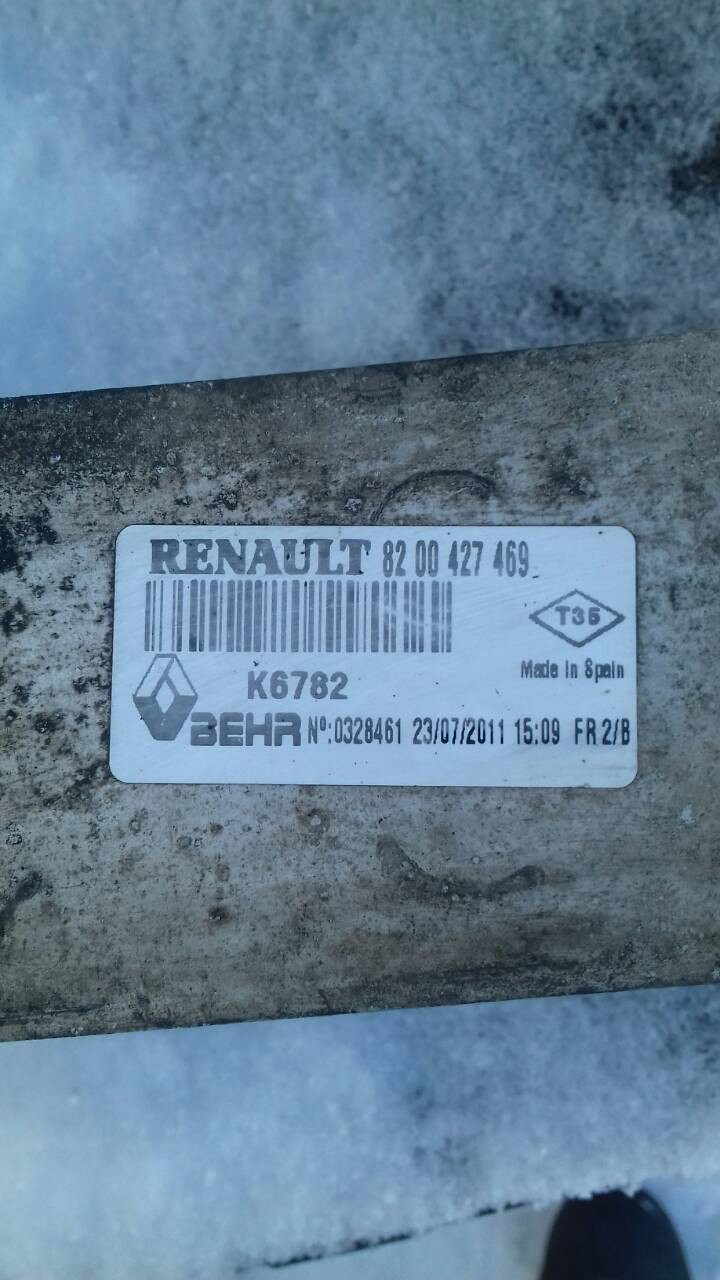 RENAULT 82 00 427 469
T35
Made in Spain
K6782
BEHR Nº:0328461 23/07/2011 15:09 FR 2/B